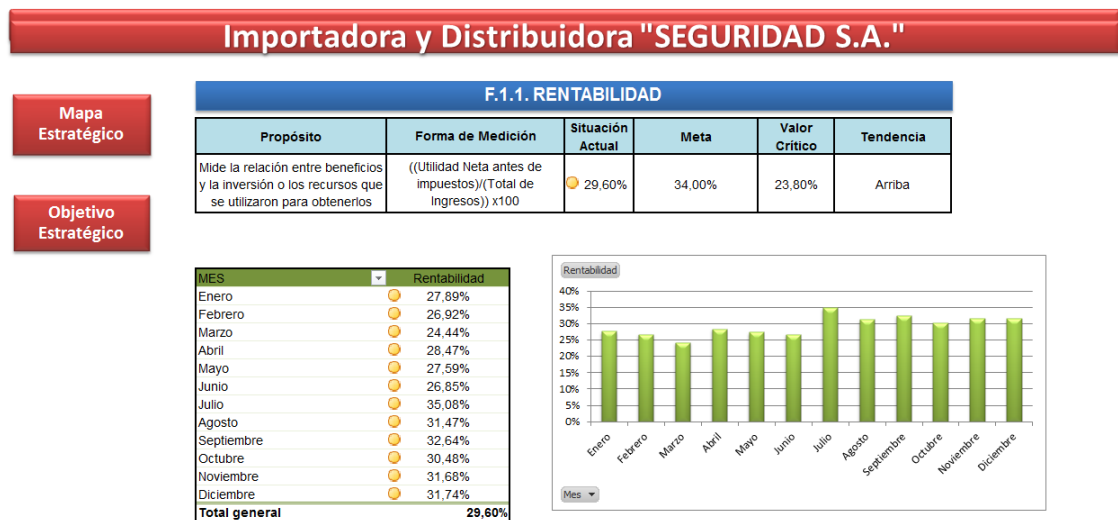 Importadora y Distribuidora "SEGURIDAD S.A."
Mapa
Estratégico
Objetivo
Estratégico
F.1.1. RENTABILIDAD
Propósito Forma de Medición Situación Actual Meta Valor Crítico Tendencia
Mide la relación entre beneficios
y la inversión o los recursos que
se utilizaron para obtenerlos
((Utilidad Neta antes de
impuestos)/(Total de
Ingresos)) x100
29,60% 34,00% 23,80% Arriba
MES Rentabilidad
Enero 27,89%
Febrero 26,92%
Marzo 24,44%
Abril 28,47%
Mayo 27,59%
Junio 26,85%
Julio 35,08%
Agosto 31,47%
Septiembre 32,64%
Octubre 30,48%
Noviembre 31,68%
Diciembre 31,74%
Total general 29,60%
Rentabilidad
40%
35%
30%
25%
20%
15%
10%
5%
0%
Enero Febrero Marzo Abril Mayo Junio Julio Agosto Septiembre Octubre Noviembre Diciembre
Mes